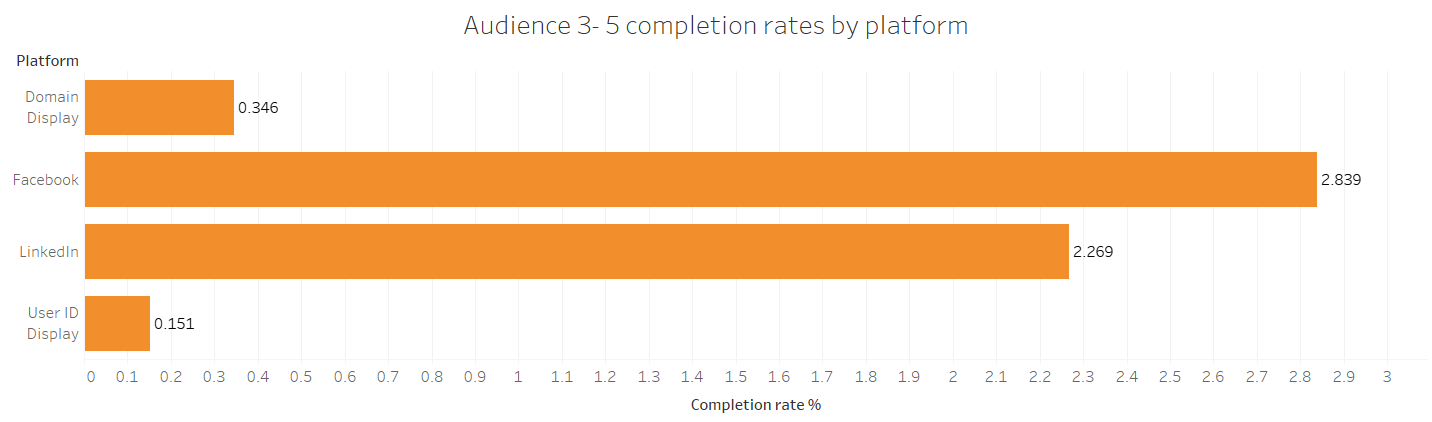 Audience 3- 5 completion rates by platform
Platform
Domain
Display
0.346
Facebook
2.839
LinkedIn
2.269
User ID
Display
0.151
0 0.1 0.2 0.3 0.4 0.5 0.6 0.7 0.8 0.9 1 1.1 1.2 1.3 1.4 1.5 1.6 1.7 1.8 1.9 2 2.1 2.2 2.3 2.4 2.5 2.6 2.7 2.8 2.9 3
Completion rate %